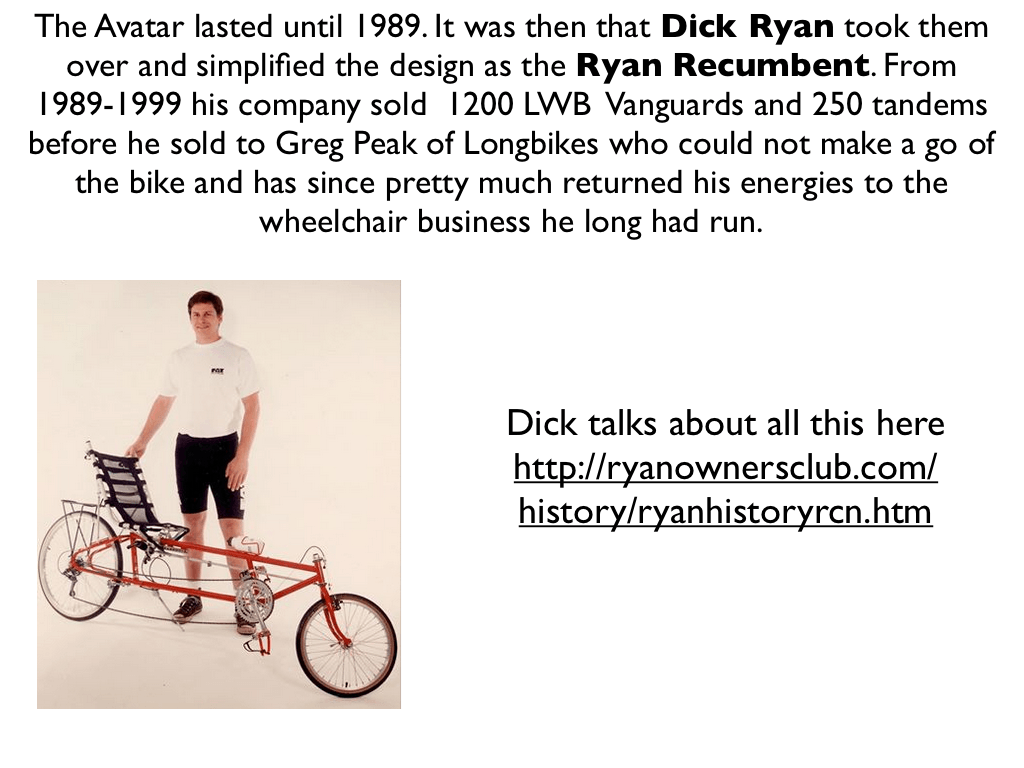 The Avatar lasted until 1989. It was then that Dick Ryan took them
over and simplified the design as the Ryan Recumbent. From
1989-1999 his company sold 1200 LWB Vanguards and 250 tandems
before he sold to Greg Peak of Longbikes who could not make a go of
the bike and has since pretty much returned his energies to the
wheelchair business he long had run.
Dick talks about all this here
http://ryanownersclub.com/
history/ryanhistoryrcn.htm